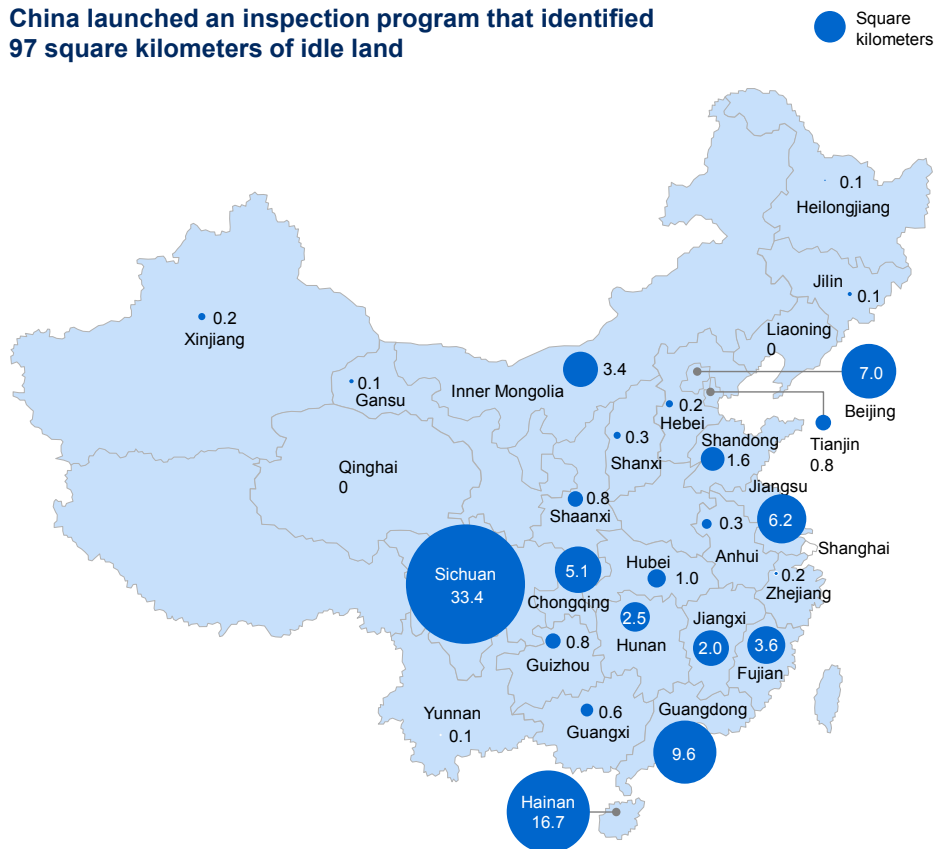 China launched an inspection program that identified
97 square kilometers of idle land
Square
kilometers
0.1
Heilongjiang
Jilin
0.1
0.2
Xinjiang
Liaoning
0
3.4
Inner Mongolia
7.0
Beijing
0.1
Gansu
0.2
Hebei
Tianjin
0.8
0.3
Shanxi
Shandong
1.6
Qinghai
0
0.8
Shaanxi
Jiangsu
6.2
0.3
Anhui
Shanghai
Sichuan
33.4
5.1
Chongqing
Hubei
1.0
0.2
Zhejiang
2.5
Hunan
Jiangxi
2.0
3.6
Fujian
0.8
Guizhou
Yunnan
0.1
0.6
Guangxi
Guangdong
9.6
Hainan
16.7